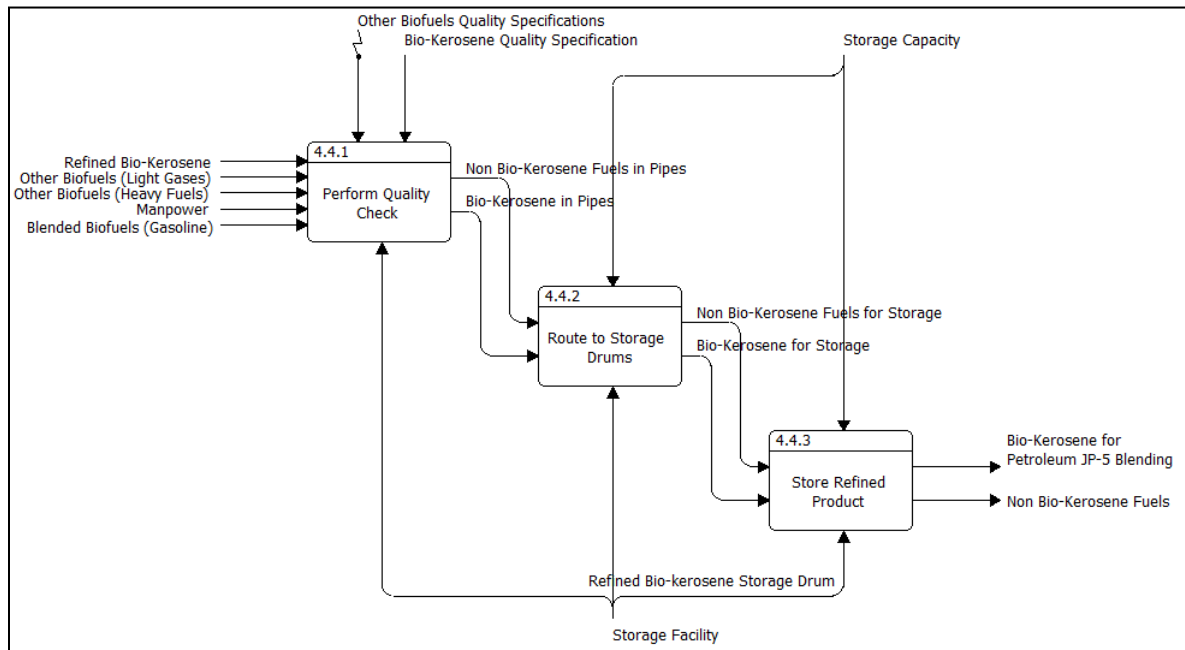 Other Biofuels Quality Specifications
Bio-Kerosene Quality Specification
Storage Capacity
4.4.1
Perform Quality
Check
Refined Bio-Kerosene
Other Biofuels (Light Gases)
Other Biofuels (Heavy Fuels)
Manpower
Blended Biofuels (Gasoline)
Non Bio-Kerosene Fuels in Pipes
Bio-Kerosene in Pipes
4.4.2
Route to Storage
Drums
Non Bio-Kerosene Fuels for Storage
Bio-Kerosene for Storage
4.4.3
Store Refined
Product
Bio-Kerosene for
Petroleum JP-5 Blending
Non Bio-Kerosene Fuels
Refined Bio-kerosene Storage Drum
Storage Facility